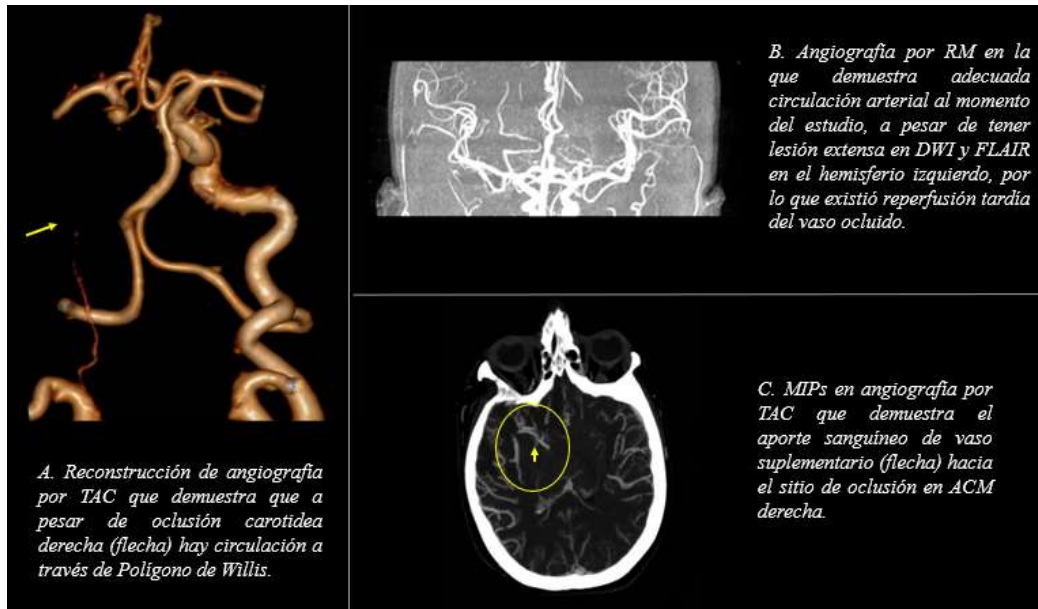 B. Angiografía por RM en la
que demuestra adecuada
circulación arterial al momento
del estudio, a pesar de tener
lesión extensa en DWI y FLAIR
en el hemisferio izquierdo, por
lo que existió reperfusión tardía
del vaso ocluido.
A. Reconstrucción de angiografía
por TAC que demuestra que a
pesar de oclusión carotidea
derecha (flecha) hay circulación a
través de Polígono de Willis.
C. MIPs en angiografía por
TAC que demuestra el
aporte sanguíneo de vaso
suplementario (flecha) hacia
el sitio de oclusión en ACM
derecha.